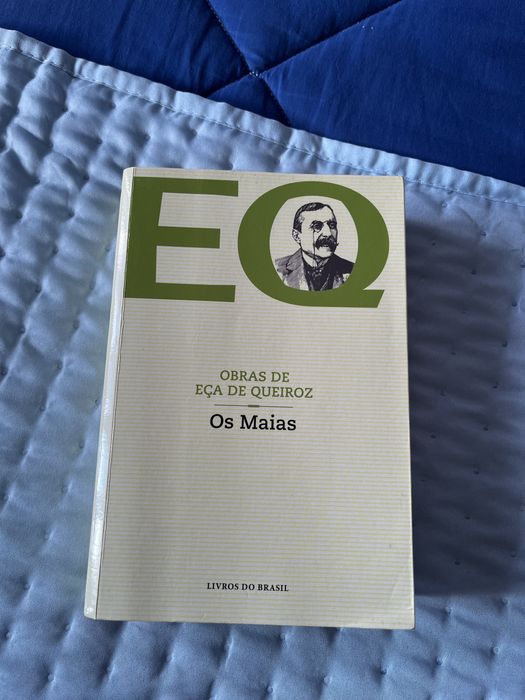 EQ
OBRAS DE
EÇA DE QUEIROZ
Os Maias
LIVROS DO BRASIL